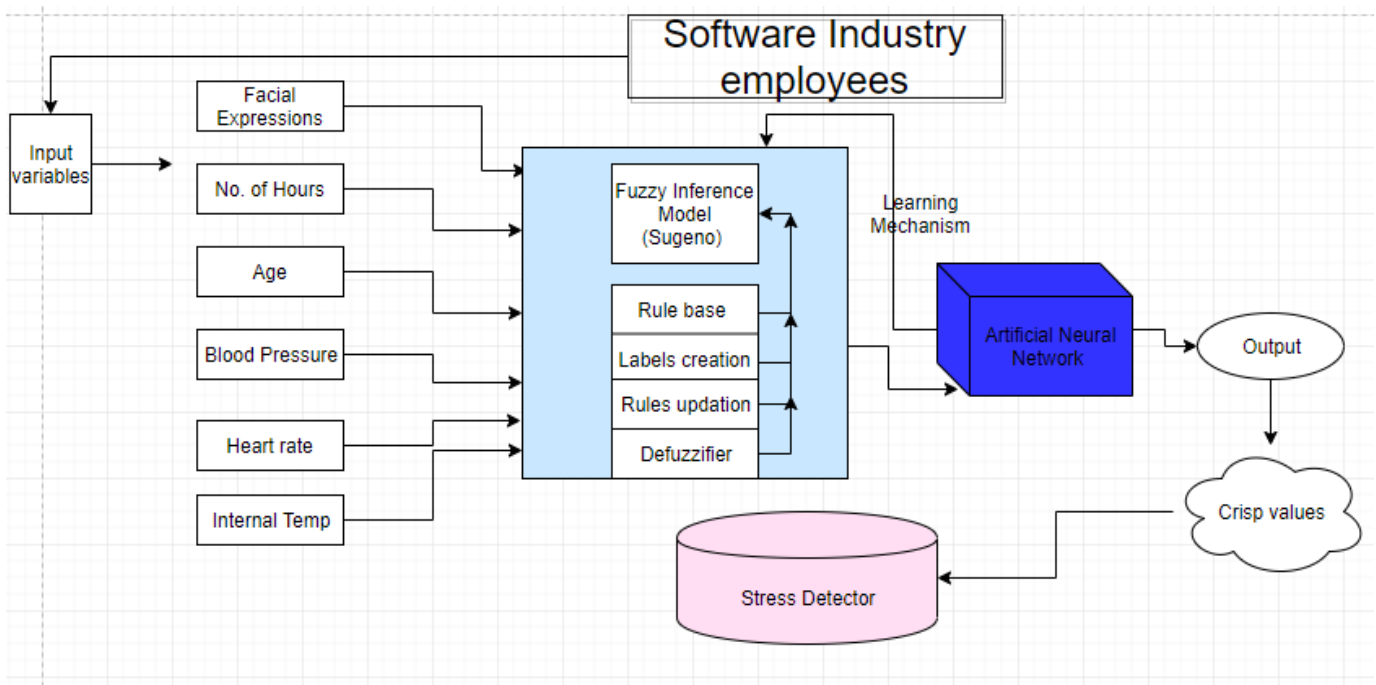 Software Industry
employees
Input
variables
Facial
Expressions
No. of Hours
Age
Blood Pressure
Heart rate
Internal Temp
Fuzzy Inference
Model
(Sugeno)
Rule base
Labels creation
Rules updation
Defuzzifier
Learning
Mechanism
Artificial Neural
Network
Output
Crisp values
Stress Detector